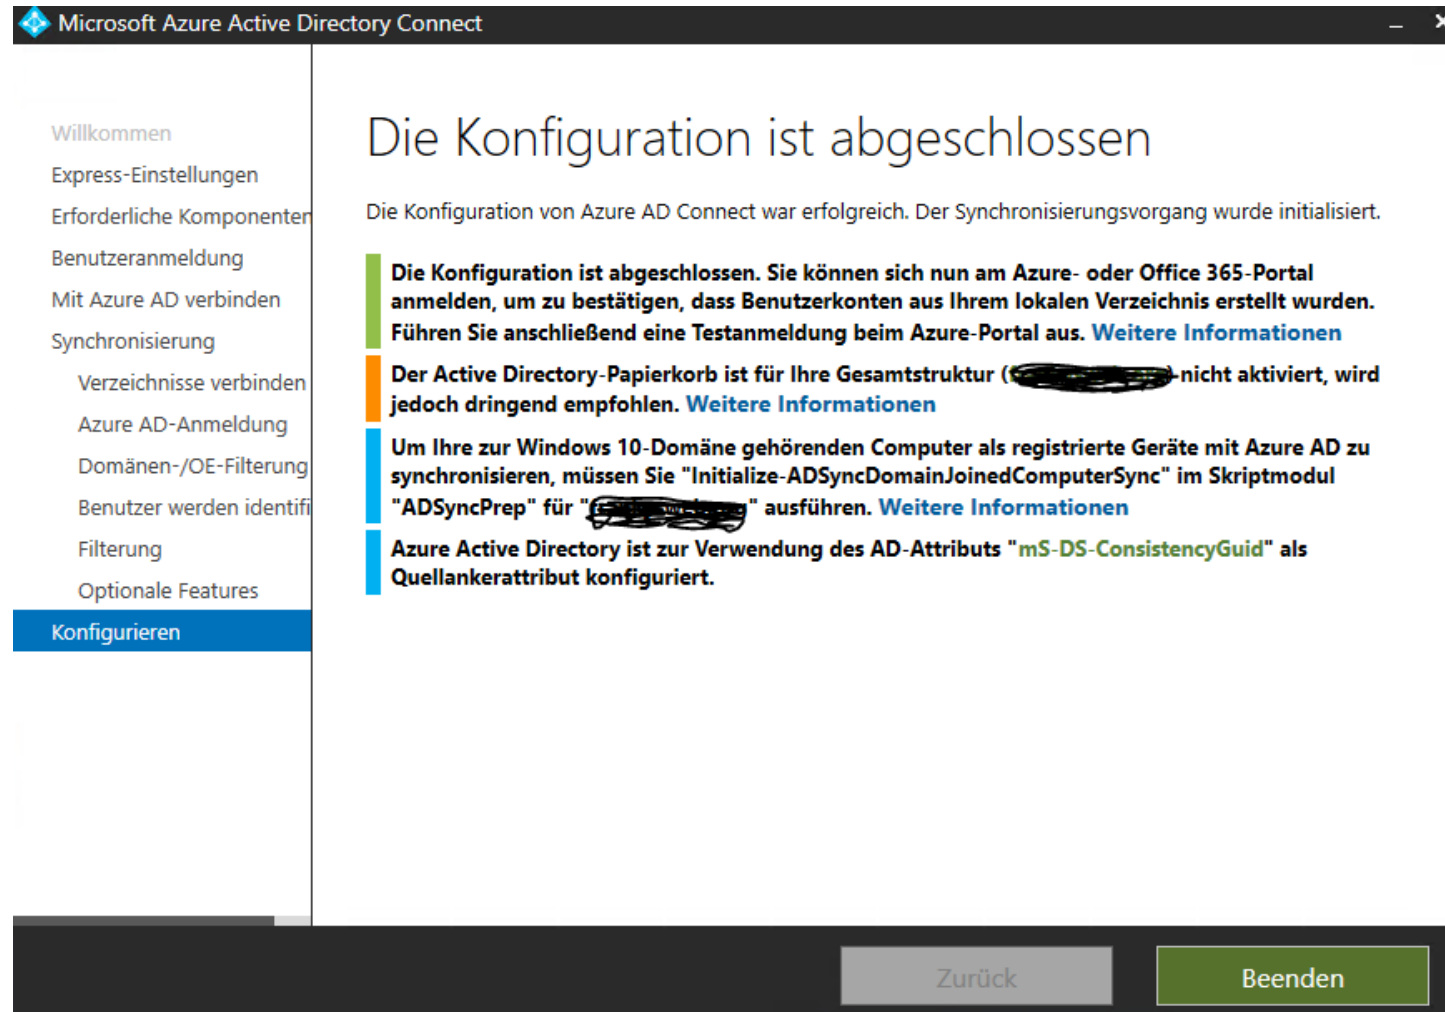 Microsoft Azure Active Directory Connect
Willkommen
Express-Einstellungen
Erforderliche Komponenten
Benutzeranmeldung
Mit Azure AD verbinden
Synchronisierung
Verzeichnisse verbinden
Azure AD-Anmeldung
Domänen-/OE-Filterung
Benutzer werden identifi
Filterung
Optionale Features
Konfigurieren
Die Konfiguration ist abgeschlossen
Die Konfiguration von Azure AD Connect war erfolgreich. Der Synchronisierungsvorgang wurde initialisiert.
Die Konfiguration ist abgeschlossen. Sie können sich nun am Azure- oder Office 365-Portal
anmelden, um zu bestätigen, dass Benutzerkonten aus Ihrem lokalen Verzeichnis erstellt wurden.
Führen Sie anschließend eine Testanmeldung beim Azure-Portal aus. Weitere Informationen
Der Active Directory-Papierkorb ist für Ihre Gesamtstruktur ( ) nicht aktiviert, wird
jedoch dringend empfohlen. Weitere Informationen
Um Ihre zur Windows 10-Domäne gehörenden Computer als registrierte Geräte mit Azure AD zu
synchronisieren, müssen Sie "Initialize-ADSyncDomainJoinedComputerSync" im Skriptmodul
"ADSyncPrep" für " " ausführen. Weitere Informationen
Azure Active Directory ist zur Verwendung des AD-Attributs "mS-DS-ConsistencyGuid" als
Quellankerattribut konfiguriert.
Zurück
Beenden